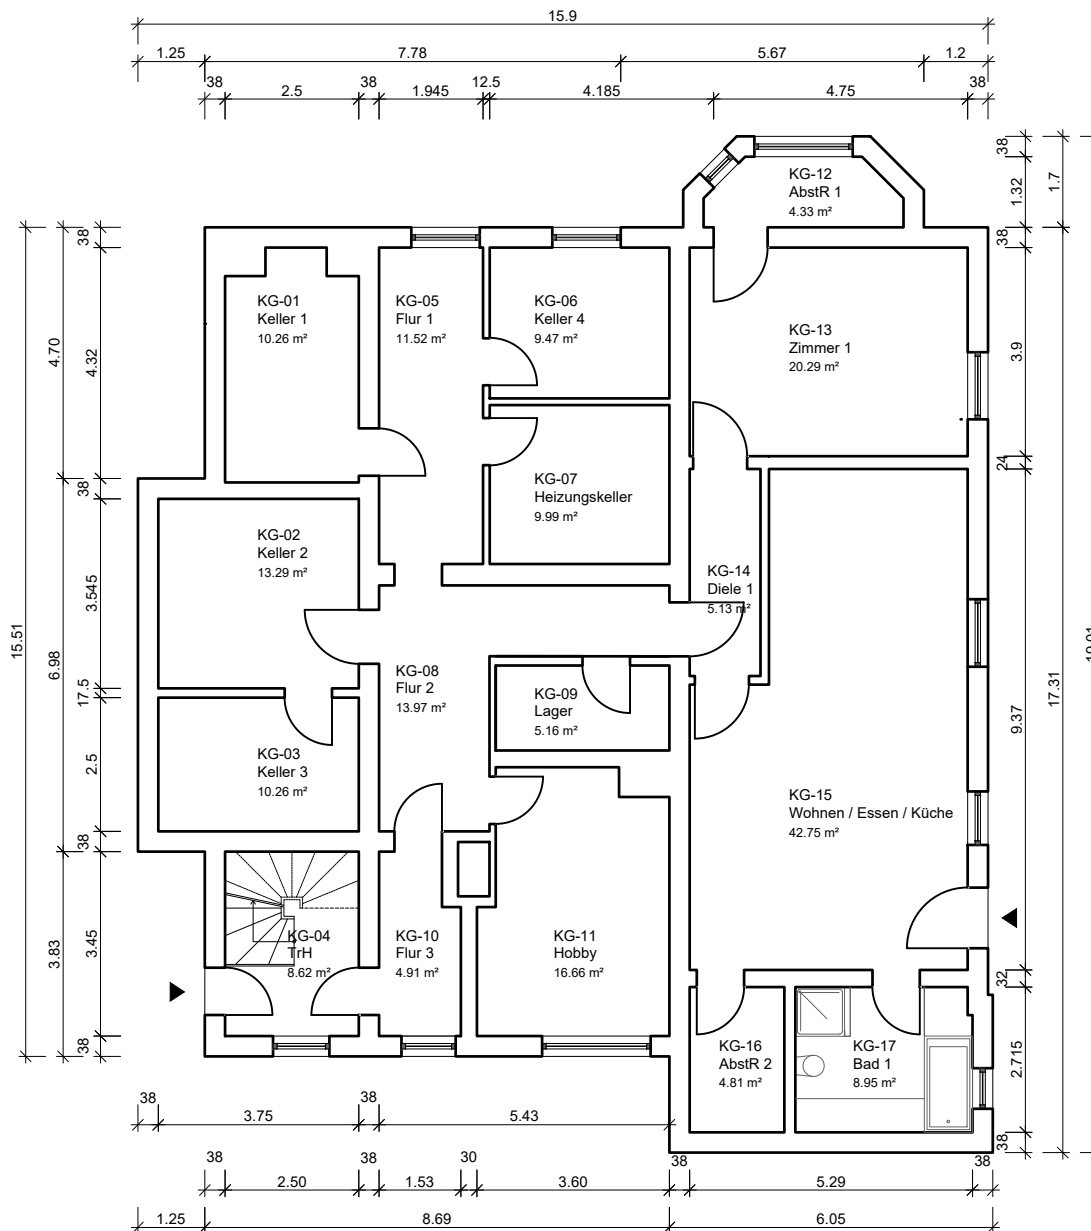 15.9
1.25 7.78 5.67 1.2
38 2.5 38 1.945 12.5 4.185 4.75 38
38
1.32
1.7
KG-12
AbstR 1
4.33 m²
38
38
KG-01
Keller 1
10.26 m²
KG-05
Flur 1
11.52 m²
KG-06
Keller 4
9.47 m²
KG-13
Zimmer 1
20.29 m²
4.70
4.32
3.9
24
38
KG-07
Heizungskeller
9.99 m²
KG-02
Keller 2
13.29 m²
3.545
KG-14
Diele 1
5.13 m²
15.51
6.98
17.5
KG-08
Flur 2
13.97 m²
KG-09
Lager
5.16 m²
9.37
17.31
2.5
KG-03
Keller 3
10.26 m²
KG-15
Wohnen / Essen / Küche
42.75 m²
38
3.83
3.45
KG-04
TrH
8.62 m²
KG-10
Flur 3
4.91 m²
KG-11
Hobby
16.66 m²
32
38
KG-16
AbstR 2
4.81 m²
KG-17
Bad 1
8.95 m²
2.715
38
38 3.75 38 5.43
38 2.50 38 1.53 30 3.60 38 5.29 38
1.25 8.69 6.05